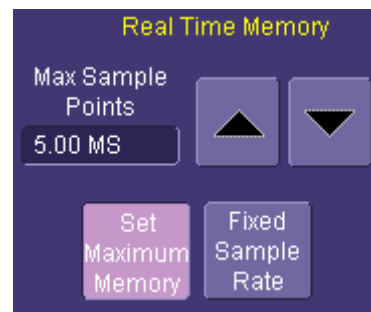 Real Time Memory
Max Sample
Points
5.00 MS
Set
Maximum
Memory
Fixed
Sample
Rate